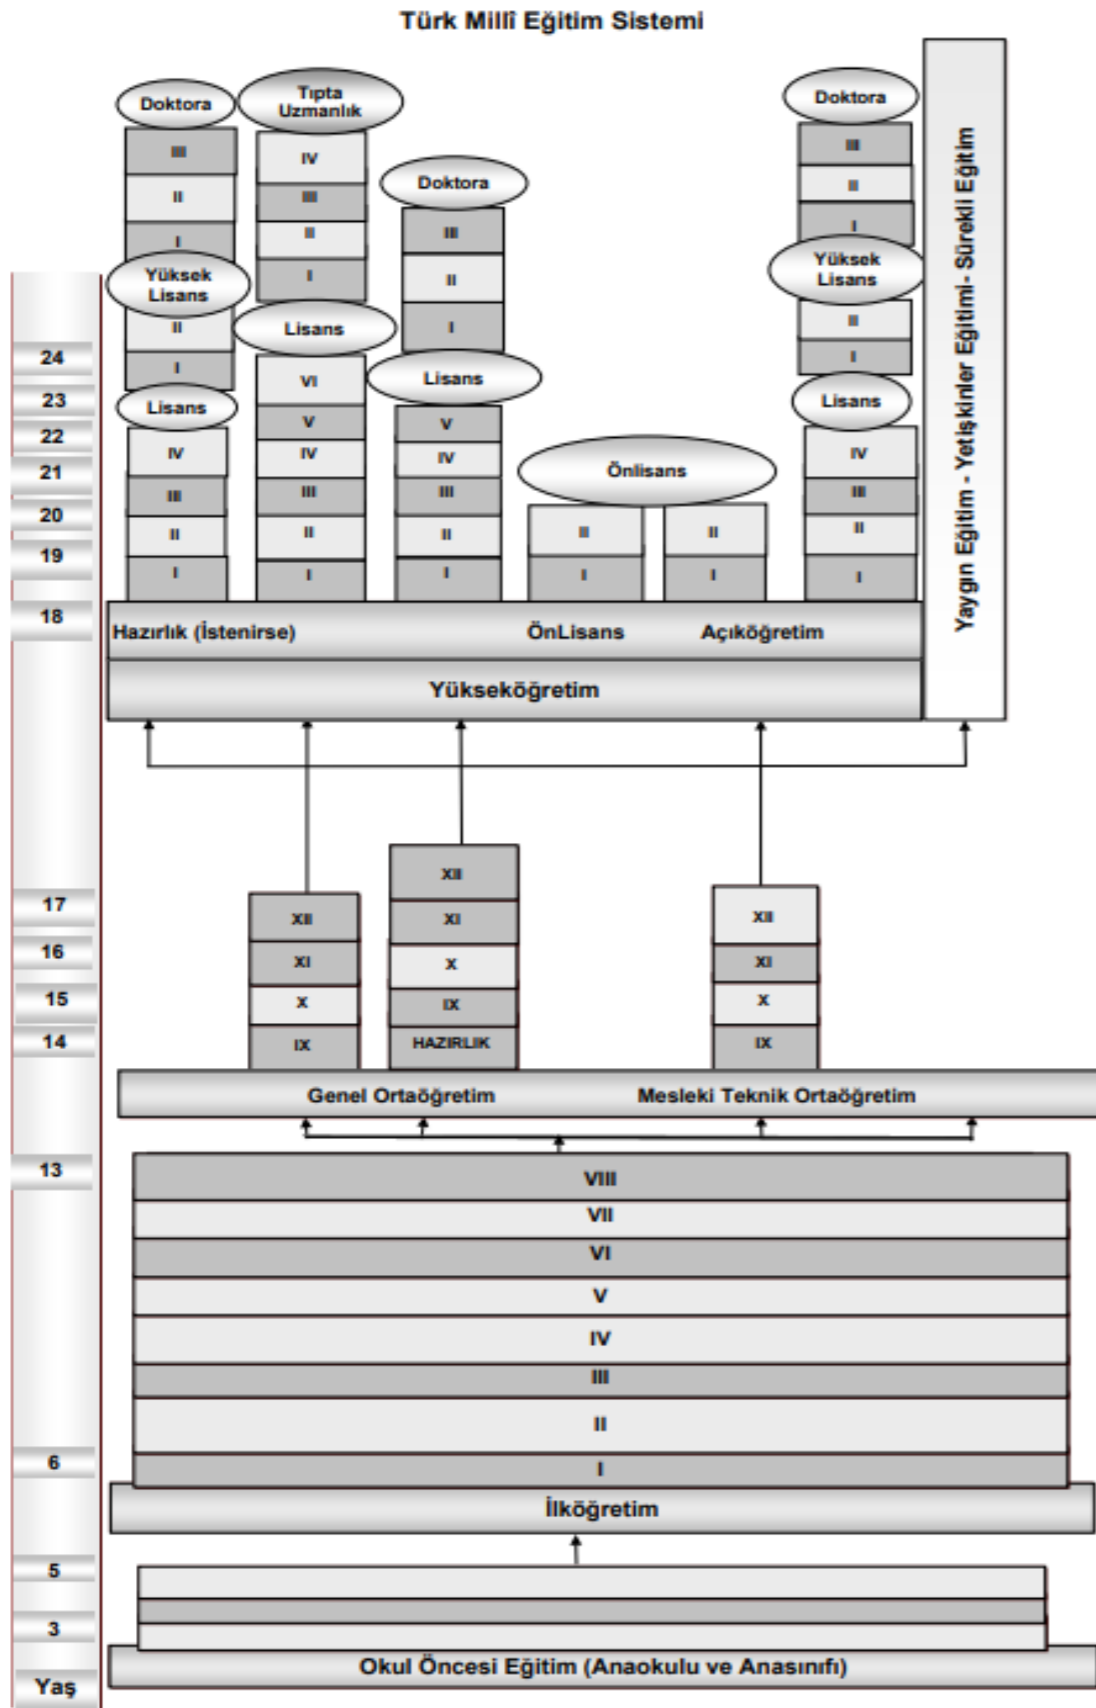 Türk Millî Eğitim Sistemi
Doktora
III
II
I
Yüksek
Lisans
II
I
Lisans
IV
III
II
I
Tıpta
Uzmanlık
IV
III
II
I
Lisans
VI
V
IV
III
II
I
Doktora
III
II
I
Lisans
V
IV
III
II
I
Önlisans
II
I
II
I
Doktora
III
II
I
Yüksek
Lisans
II
I
Lisans
IV
III
II
I
Yaygın Eğitim - Yetişkinler Eğitimi- Sürekli Eğitim
24
23
22
21
20
19
18
Hazırlık (İstenirse)
ÖnLisans
Açıköğretim
Yükseköğretim
17
16
15
14
XII
XI
X
IX
XII
XI
X
IX
HAZIRLIK
XII
XI
X
IX
Genel Ortaöğretim
Mesleki Teknik Ortaöğretim
13
VIII
VII
VI
V
IV
III
II
6
I
İlköğretim
5
3
Okul Öncesi Eğitim (Anaokulu ve Anasınıfı)
Yaş